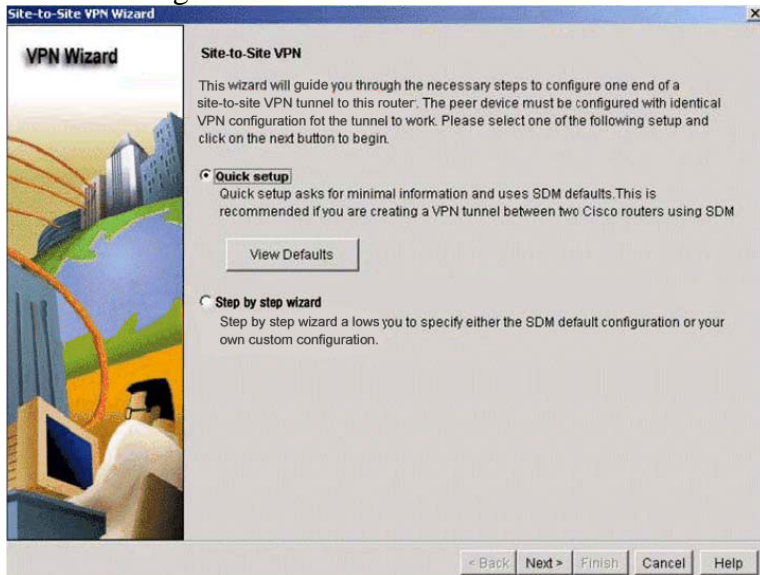 Site-to-Site VPN Wizard
VPN Wizard
Site-to-Site VPN
This wizard will guide you through the necessary steps to configure one end of a
site-to-site VPN tunnel to this router. The peer device must be configured with identical
VPN configuration fot the tunnel to work. Please select one of the following setup and
click on the next button to begin.
Quick setup
Quick setup asks for minimal information and uses SDM defaults.This is
recommended if you are creating a VPN tunnel between two Cisco routers using SDM
View Defaults
Step by step wizard
Step by step wizard a lows you to specify either the SDM default configuration or your
own custom configuration.
< Back Next > Finish Cancel Help